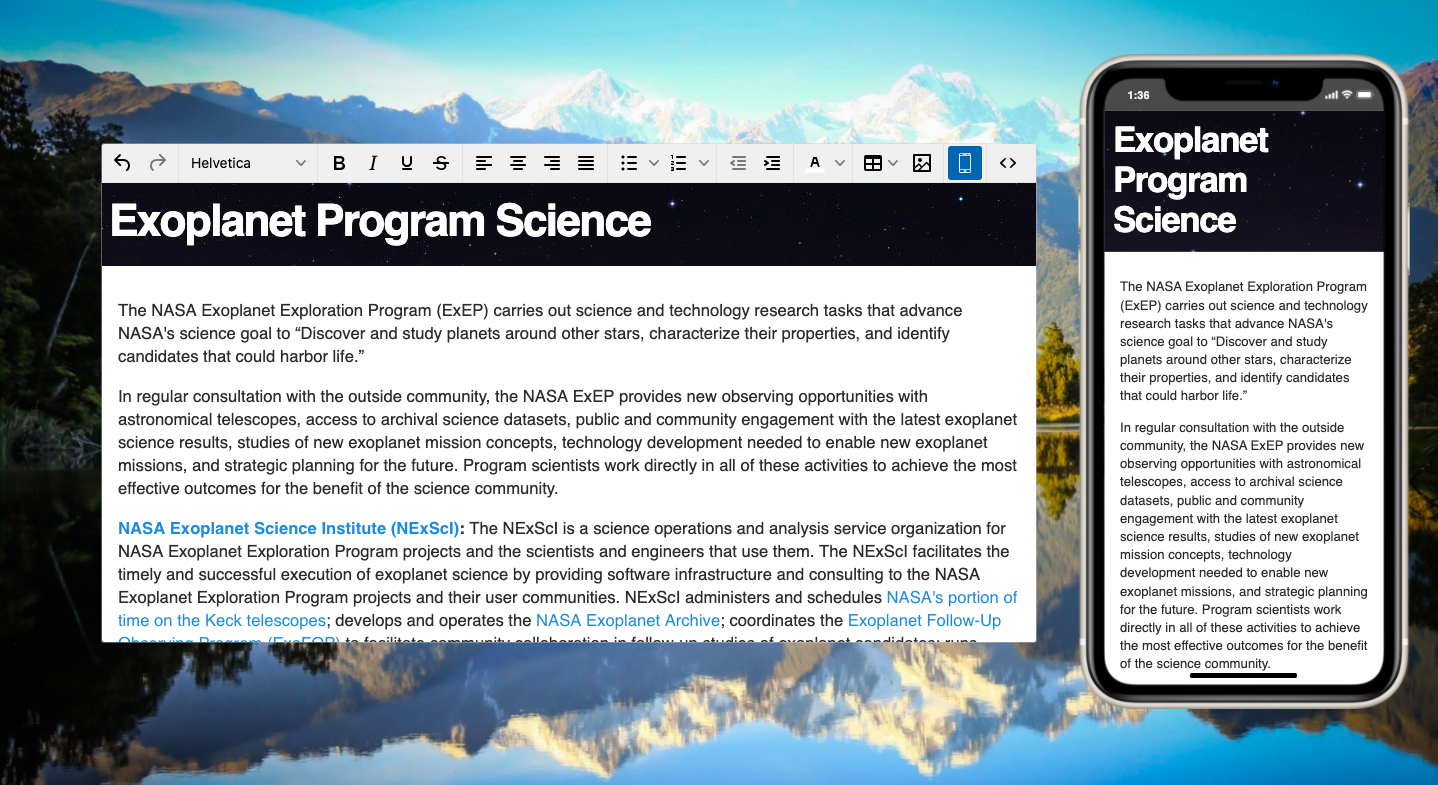 Helvetica
B I U S
A
Exoplanet Program Science
The NASA Exoplanet Exploration Program (ExEP) carries out science and technology research tasks that advance
NASA's science goal to “Discover and study planets around other stars, characterize their properties, and identify
candidates that could harbor life.”
In regular consultation with the outside community, the NASA ExEP provides new observing opportunities with
astronomical telescopes, access to archival science datasets, public and community engagement with the latest exoplanet
science results, studies of new exoplanet mission concepts, technology development needed to enable new exoplanet
missions, and strategic planning for the future. Program scientists work directly in all of these activities to achieve the most
effective outcomes for the benefit of the science community.
NASA Exoplanet Science Institute (NExScI): The NExScI is a science operations and analysis service organization for
NASA Exoplanet Exploration Program projects and the scientists and engineers that use them. The NExScI facilitates the
timely and successful execution of exoplanet science by providing software infrastructure and consulting to the NASA
Exoplanet Exploration Program projects and their user communities. NExScI administers and schedules NASA's portion of
time on the Keck telescopes; develops and operates the NASA Exoplanet Archive; coordinates the Exoplanet Follow-Up
Observing Program (ExoFOP) to facilitate community collaboration in follow-up studies of exoplanet candidates; runs
1:36
Exoplanet
Program
Science
The NASA Exoplanet Exploration Program
(ExEP) carries out science and technology
research tasks that advance NASA's
science goal to “Discover and study
planets around other stars, characterize
their properties, and identify candidates
that could harbor life.”
In regular consultation with the outside
community, the NASA ExEP provides new
observing opportunities with astronomical
telescopes, access to archival science
datasets, public and community
engagement with the latest exoplanet
science results, studies of new exoplanet
mission concepts, technology
development needed to enable new
exoplanet missions, and strategic planning
for the future. Program scientists work
directly in all of these activities to achieve
the most effective outcomes for the benefit
of the science community.